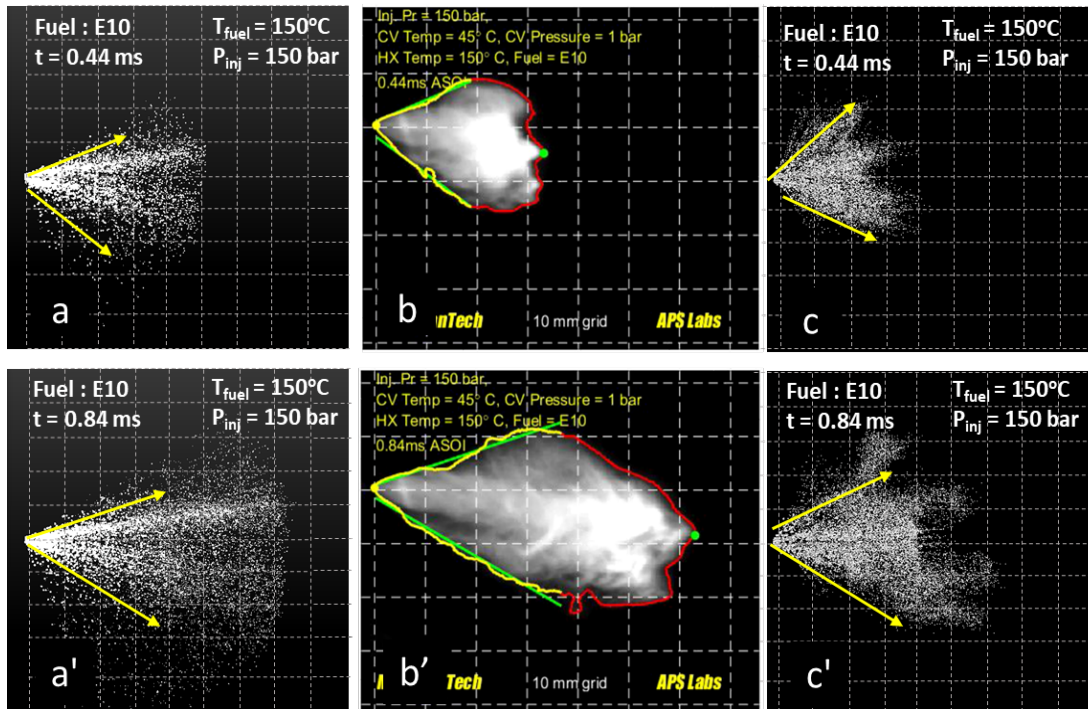 Fuel : E10
t = 0.44 ms
T_fuel = 150°C
P_inj = 150 bar
a
Inj. Pr = 150 bar,
CV Temp = 45° C, CV Pressure = 1 bar
HX Temp = 150° C, Fuel = E10
0.44ms ASOI
b
nTech
10 mm grid
APS Labs
Fuel : E10
t = 0.44 ms
T_fuel = 150°C
P_inj = 150 bar
c
Fuel : E10
t = 0.84 ms
T_fuel = 150°C
P_inj = 150 bar
a'
Inj. Pr = 150 bar,
CV Temp = 45° C, CV Pressure = 1 bar
HX Temp = 150° C, Fuel = E10
0.84ms ASOI
b’
Tech
10 mm grid
APS Labs
Fuel : E10
t = 0.84 ms
T_fuel = 150°C
P_inj = 150 bar
c'